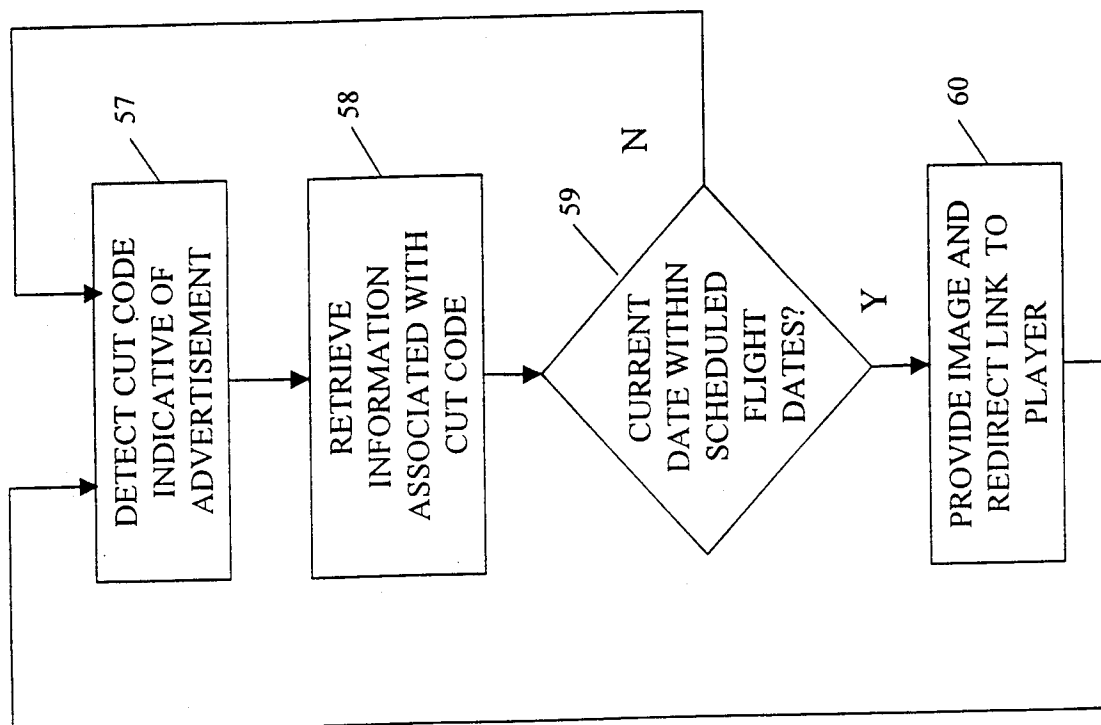 57
DETECT CUT CODE
INDICATIVE OF
ADVERTISEMENT
58
RETRIEVE
INFORMATION
ASSOCIATED WITH
CUT CODE
59
CURRENT
DATE WITHIN
SCHEDULED
FLIGHT
DATES?
N
Y
60
PROVIDE IMAGE AND
REDIRECT LINK TO
PLAYER